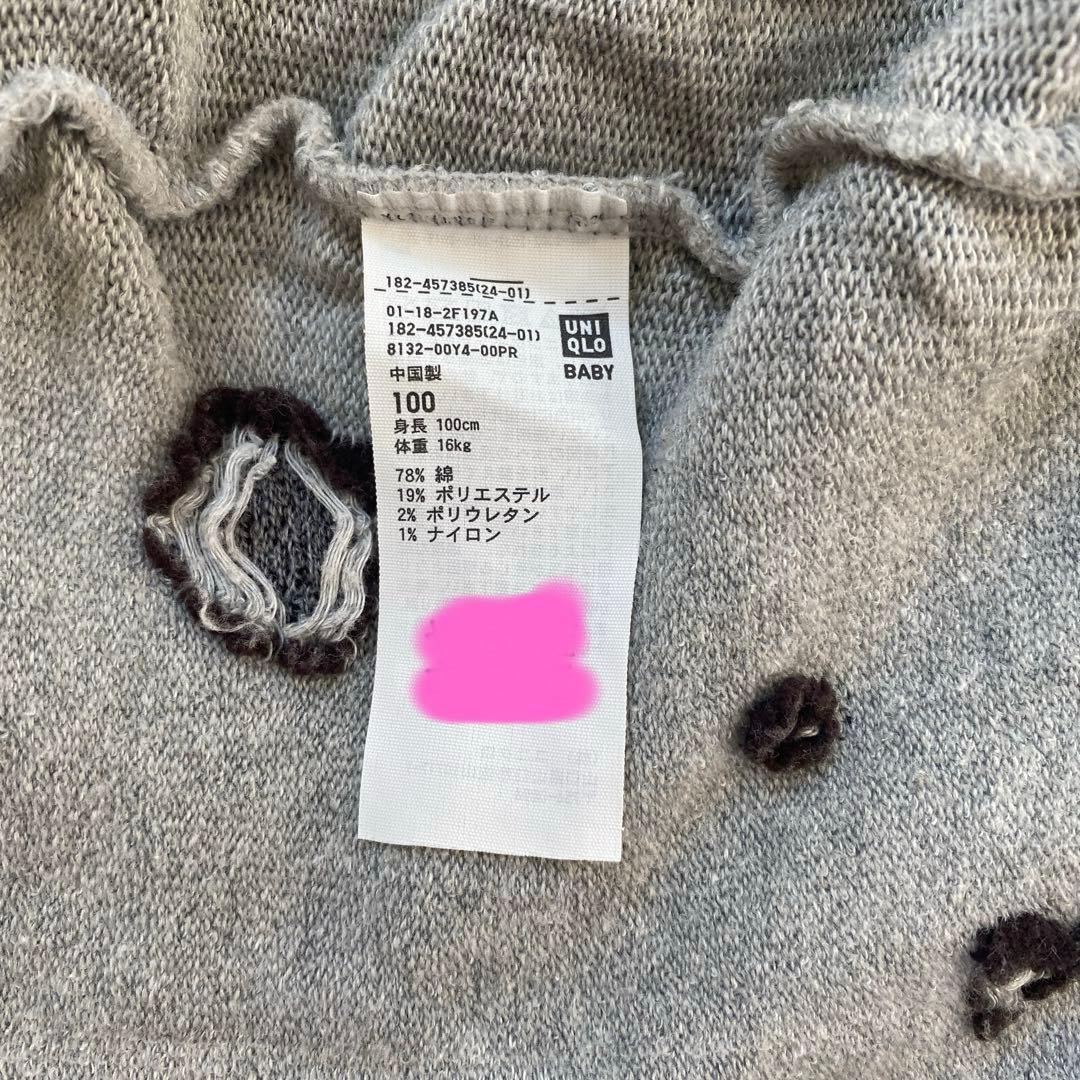 182-457385(24-01)
01-18-2F197A
182-457385(24-01)
8132-00Y4-00PR
UNI
QLO
BABY
中国製
100
身長 100cm
体重 16kg
78% 綿
19% ポリエステル
2% ポリウレタン
1% ナイロン